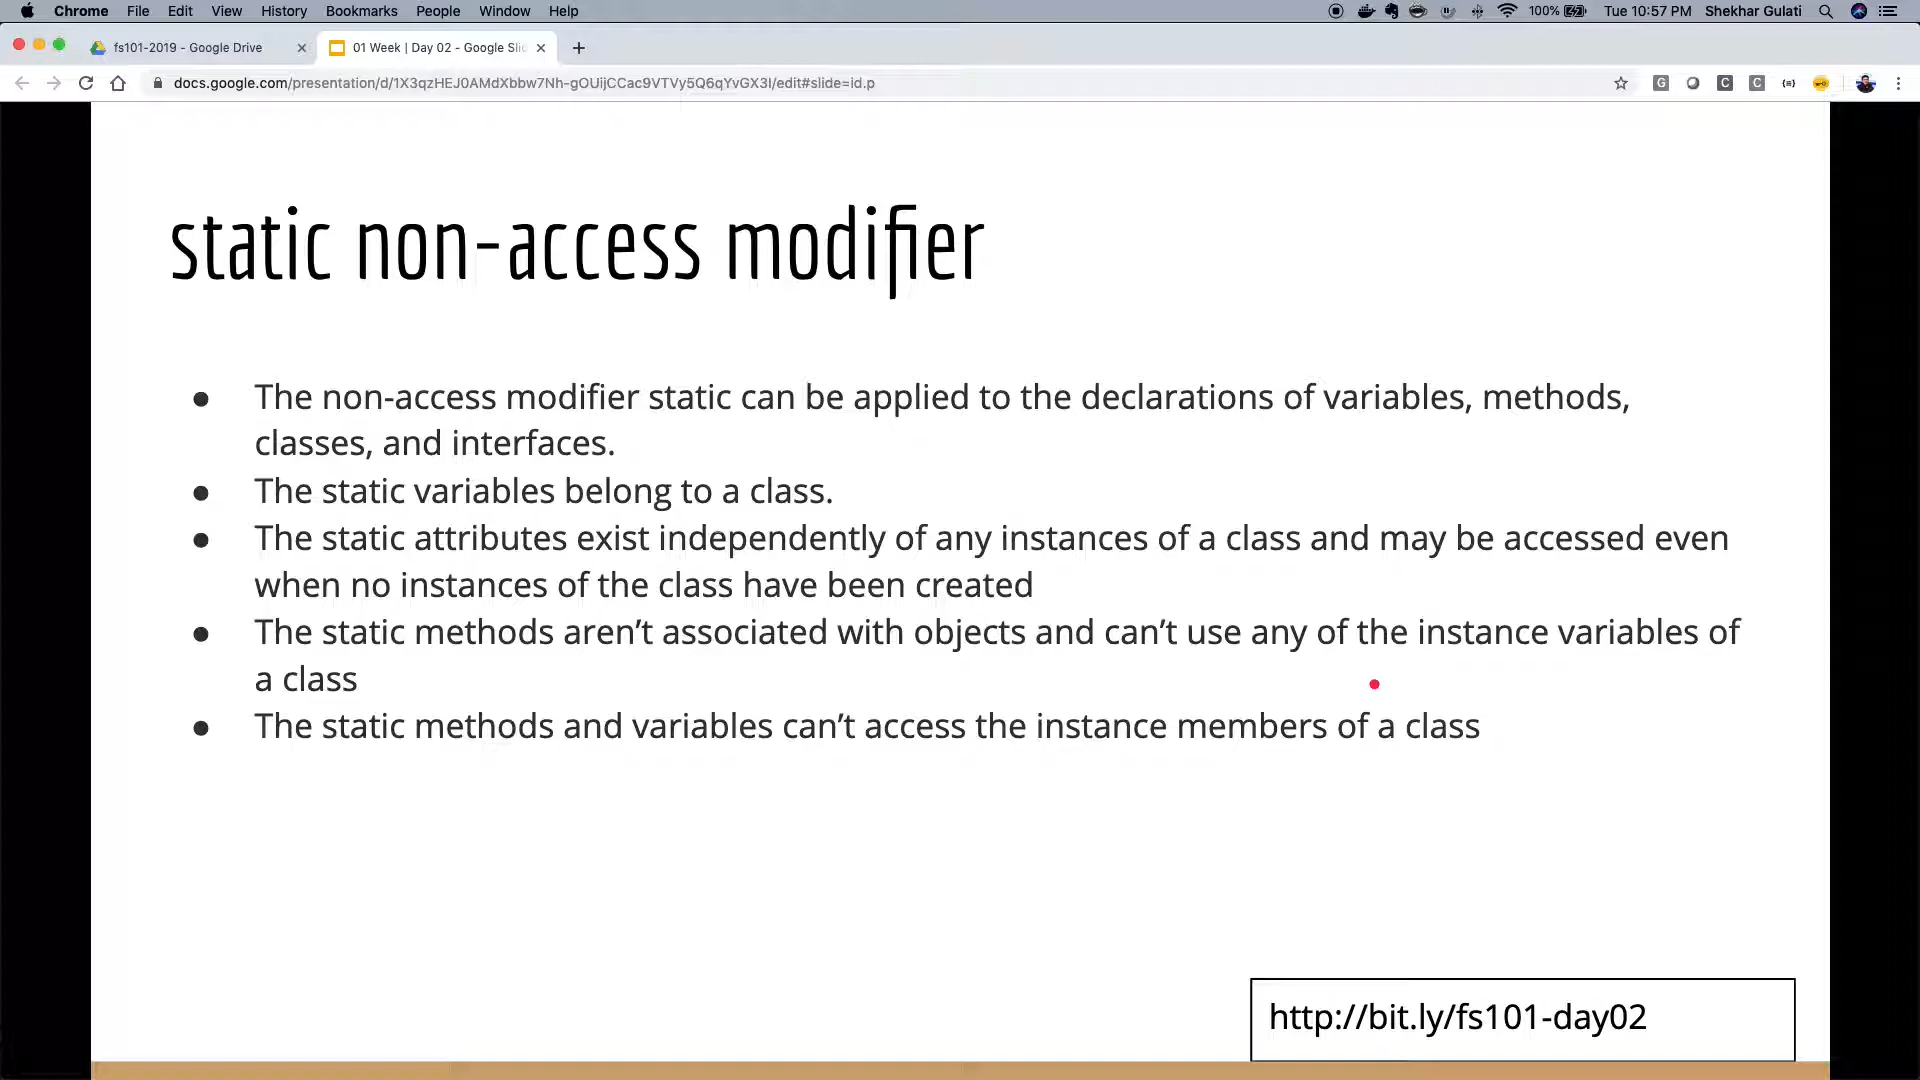 Chrome File Edit View History Bookmarks People Window Help 100% Tue 10:57 PM Shekhar Gulati
fs101-2019 - Google Drive 01 Week | Day 02 - Google Slid
docs.google.com/presentation/d/1X3qzHEJ0AMdXbbw7Nh-gOUijCCac9VTVy5Q6qYvGX3I/edit#slide=id.p
static non-access modifier
● The non-access modifier static can be applied to the declarations of variables, methods,
classes, and interfaces.
● The static variables belong to a class.
● The static attributes exist independently of any instances of a class and may be accessed even
when no instances of the class have been created
● The static methods aren’t associated with objects and can’t use any of the instance variables of
a class
● The static methods and variables can’t access the instance members of a class
http://bit.ly/fs101-day02